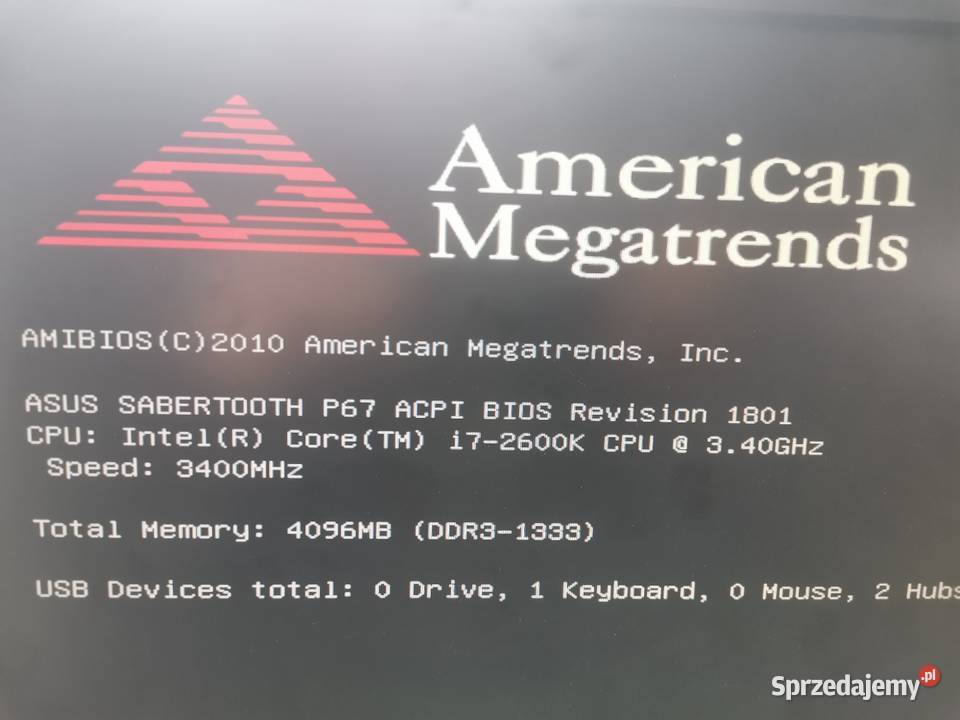 American
Megatrends
AMIBIOS(C)2010 American Megatrends, Inc.
ASUS SABERTOOTH P67 ACPI BIOS Revision 1801
CPU: Intel(R) Core(TM) i7-2600K CPU @ 3.40GHz
Speed: 3400MHz
Total Memory: 4096MB (DDR3-1333)
USB Devices total: 0 Drive, 1 Keyboard, 0 Mouse, 2 Hubs
Sprzedajemy.pl